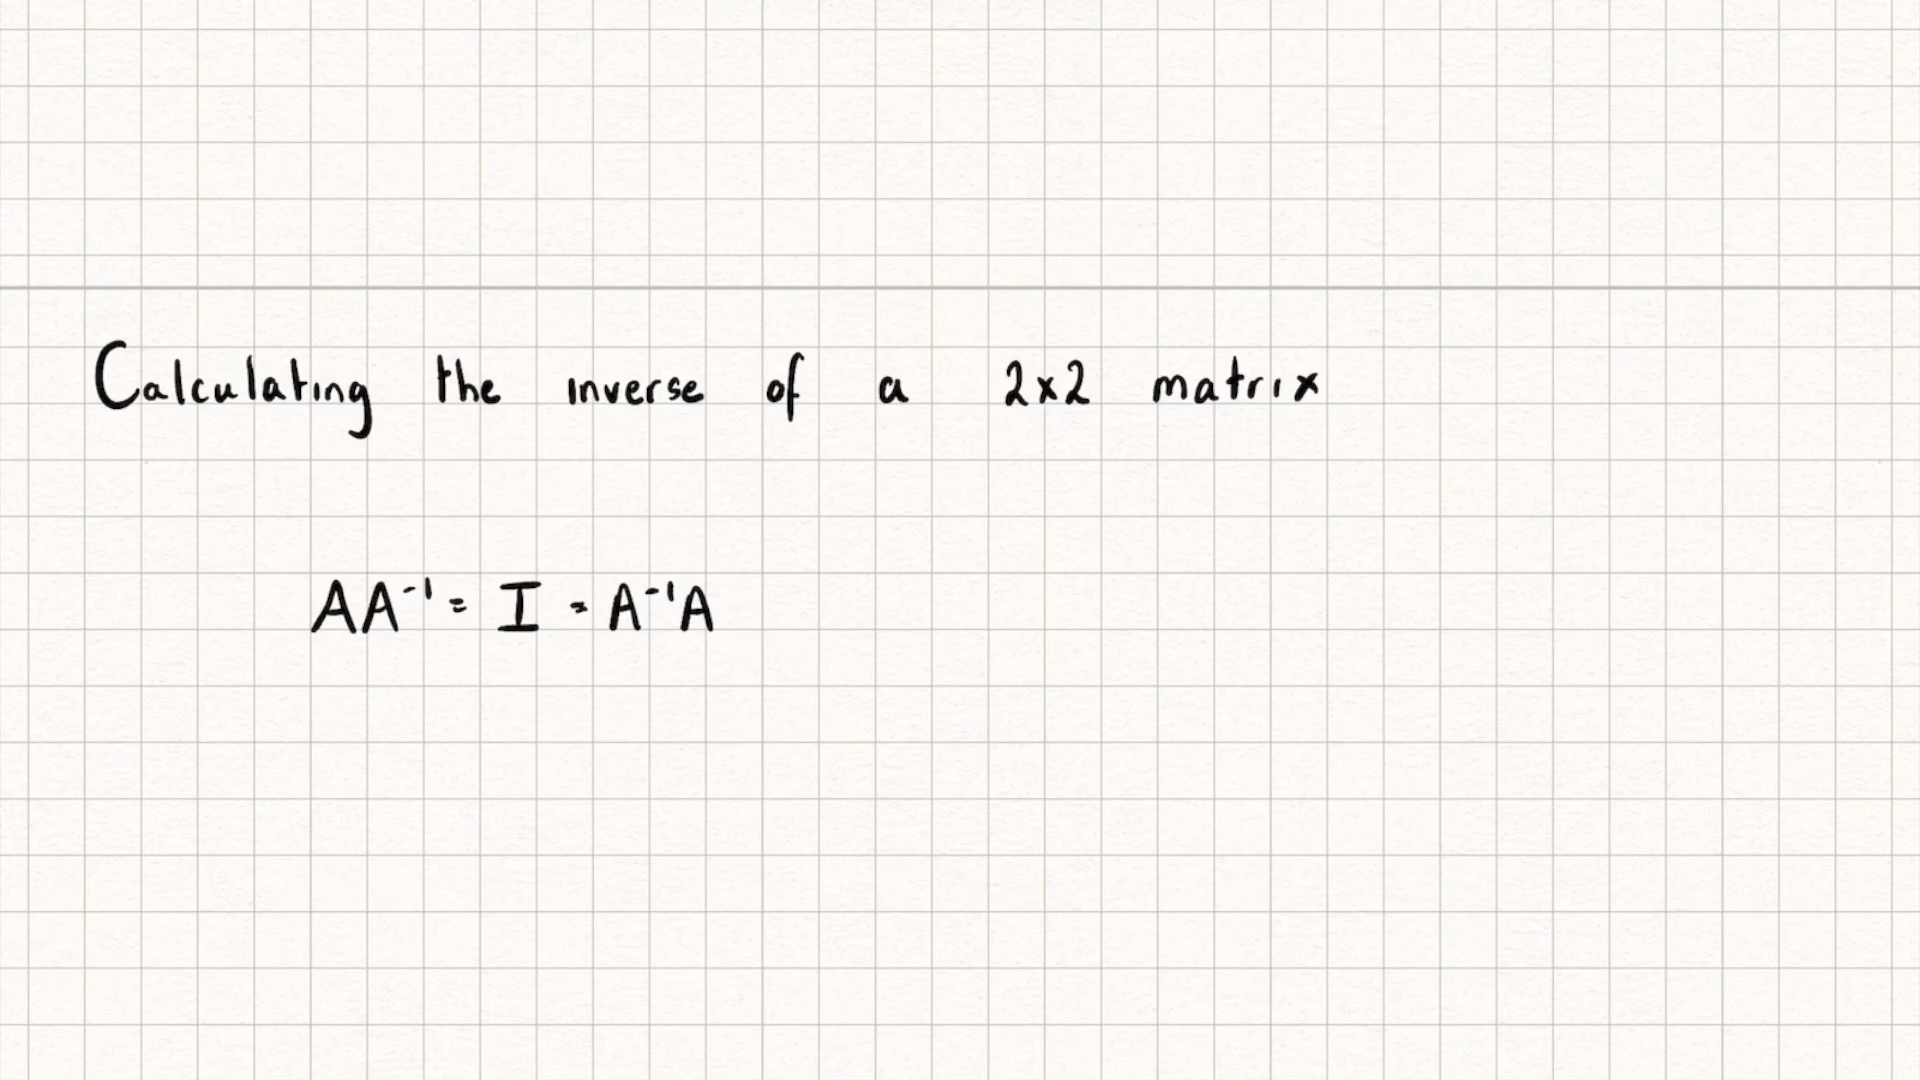 Calculating the inverse of a 2x2 matrix
AA⁻¹ = I = A⁻¹A